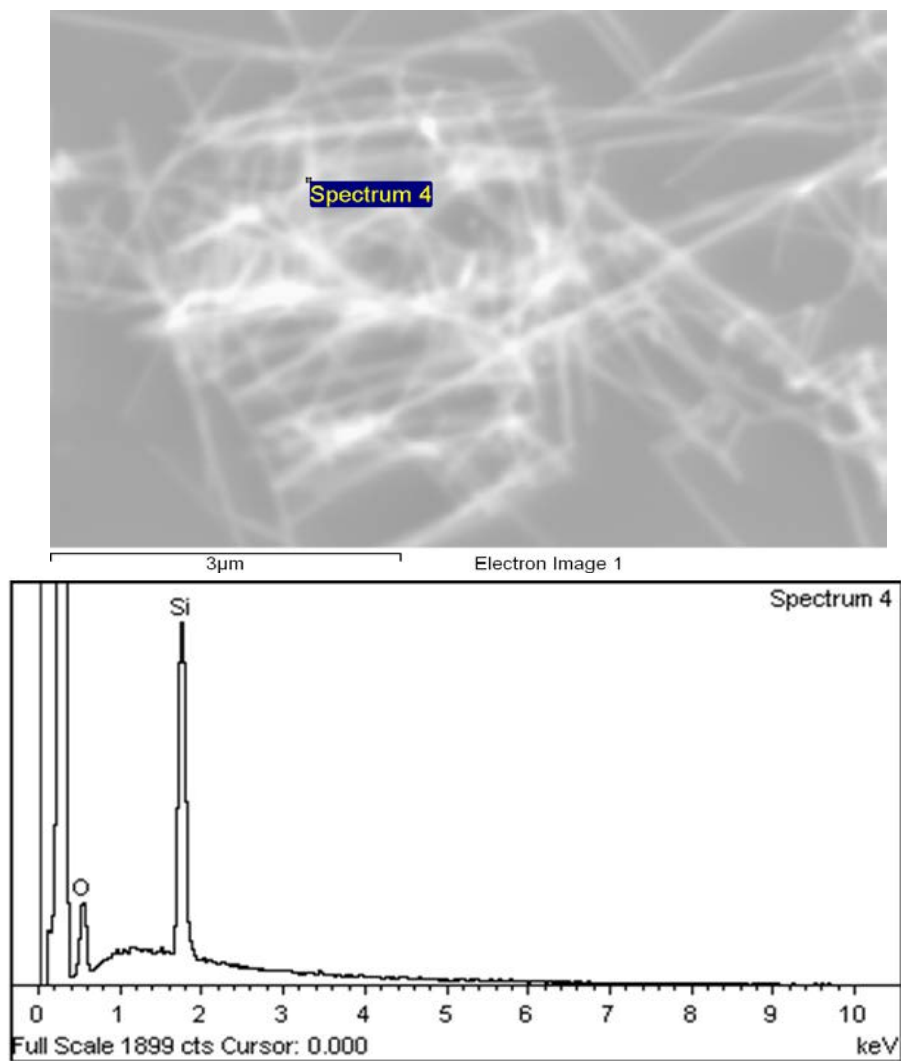 Spectrum 4
3μm Electron Image 1
Spectrum 4
Si
O
0 1 2 3 4 5 6 7 8 9 10
Full Scale 1899 cts Cursor: 0.000 keV